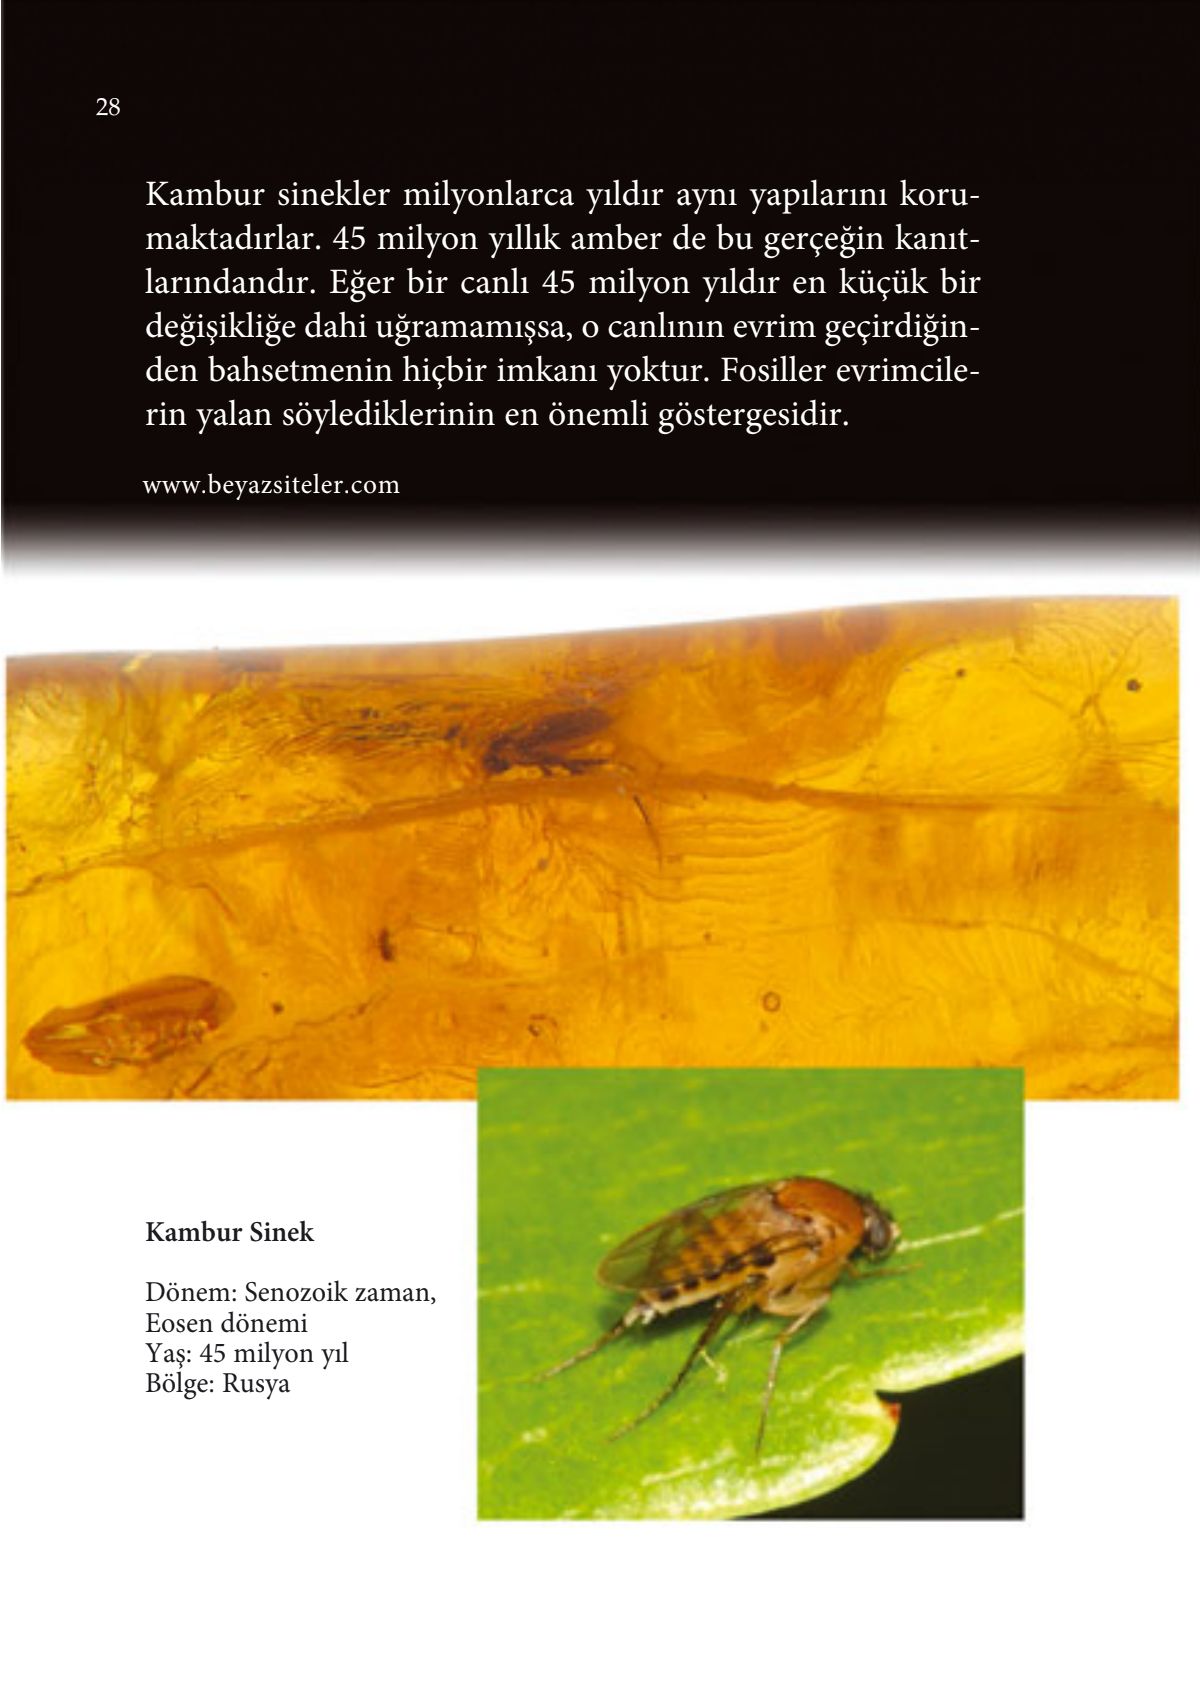 28
Kambur sinekler milyonlarca yıldır aynı yapılarını koru-
maktadırlar. 45 milyon yıllık amber de bu gerçeğin kanıt-
larındandır. Eğer bir canlı 45 milyon yıldır en küçük bir
değişikliğe dahi uğramamışsa, o canlının evrim geçirdiğin-
den bahsetmenin hiçbir imkanı yoktur. Fosiller evrimcile-
rin yalan söylediklerinin en önemli göstergesidir.
www.beyazsiteler.com
Kambur Sinek
Dönem: Senozoik zaman,
Eosen dönemi
Yaş: 45 milyon yıl
Bölge: Rusya